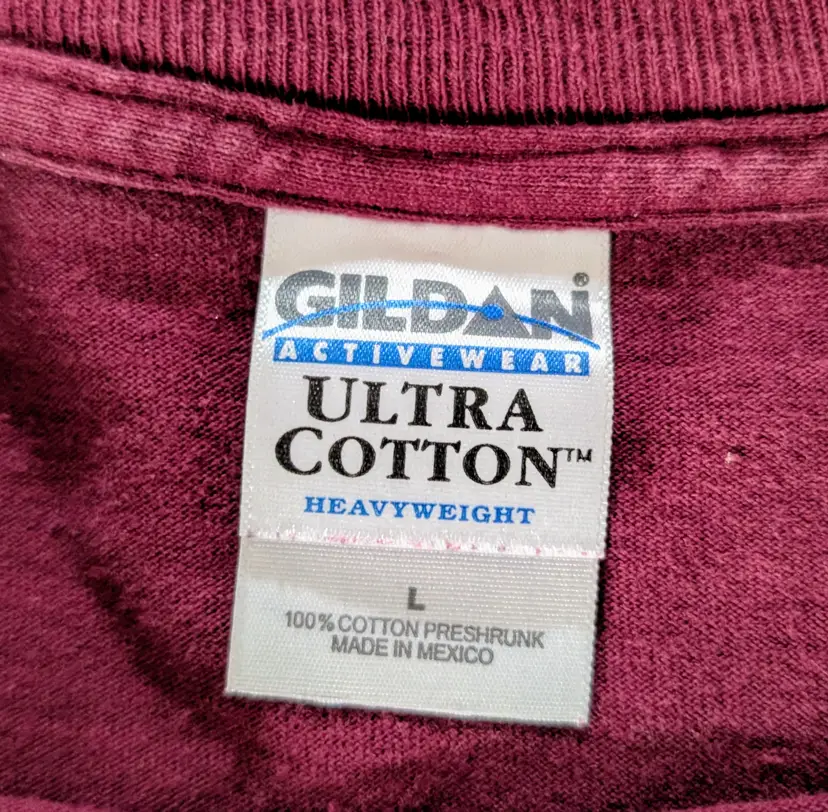 GILDAN®
ACTIVEWEAR
ULTRA
COTTON™
HEAVYWEIGHT
L
100% COTTON PRESHRUNK
MADE IN MEXICO